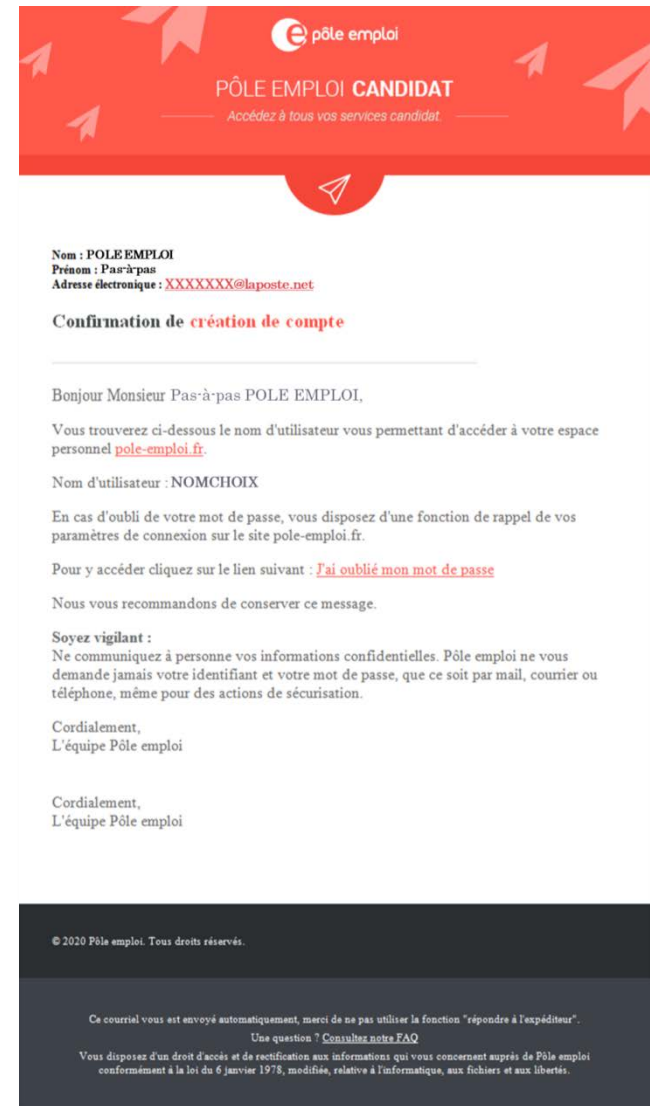 pôle emploi
PÔLE EMPLOI CANDIDAT
Accédez à tous vos services candidat.
Nom : POLE EMPLOI
Prénom : Pas-à-pas
Adresse électronique : XXXXXXX@laposte.net
Confirmation de création de compte
Bonjour Monsieur Pas-à-pas POLE EMPLOI,
Vous trouverez ci-dessous le nom d'utilisateur vous permettant d'accéder à votre espace
personnel pole-emploi.fr.
Nom d'utilisateur : NOMCHOIX
En cas d'oubli de votre mot de passe, vous disposez d'une fonction de rappel de vos
paramètres de connexion sur le site pole-emploi.fr.
Pour y accéder cliquez sur le lien suivant : J'ai oublié mon mot de passe
Nous vous recommandons de conserver ce message.
Soyez vigilant :
Ne communiquez à personne vos informations confidentielles. Pôle emploi ne vous
demande jamais votre identifiant et votre mot de passe, que ce soit par mail, courrier ou
téléphone, même pour des actions de sécurisation.
Cordialement,
L'équipe Pôle emploi
Cordialement,
L'équipe Pôle emploi
© 2020 Pôle emploi. Tous droits réservés.
Ce courriel vous est envoyé automatiquement, merci de ne pas utiliser la fonction "répondre à l'expéditeur".
Une question ? Consultez notre FAQ
Vous disposez d'un droit d'accés et de rectification aux informations qui vous concernent auprés de Pôle emploi
conformément à la loi du 6 janvier 1978, modifiée, relative à l'informatique, aux fichiers et aux libertés.